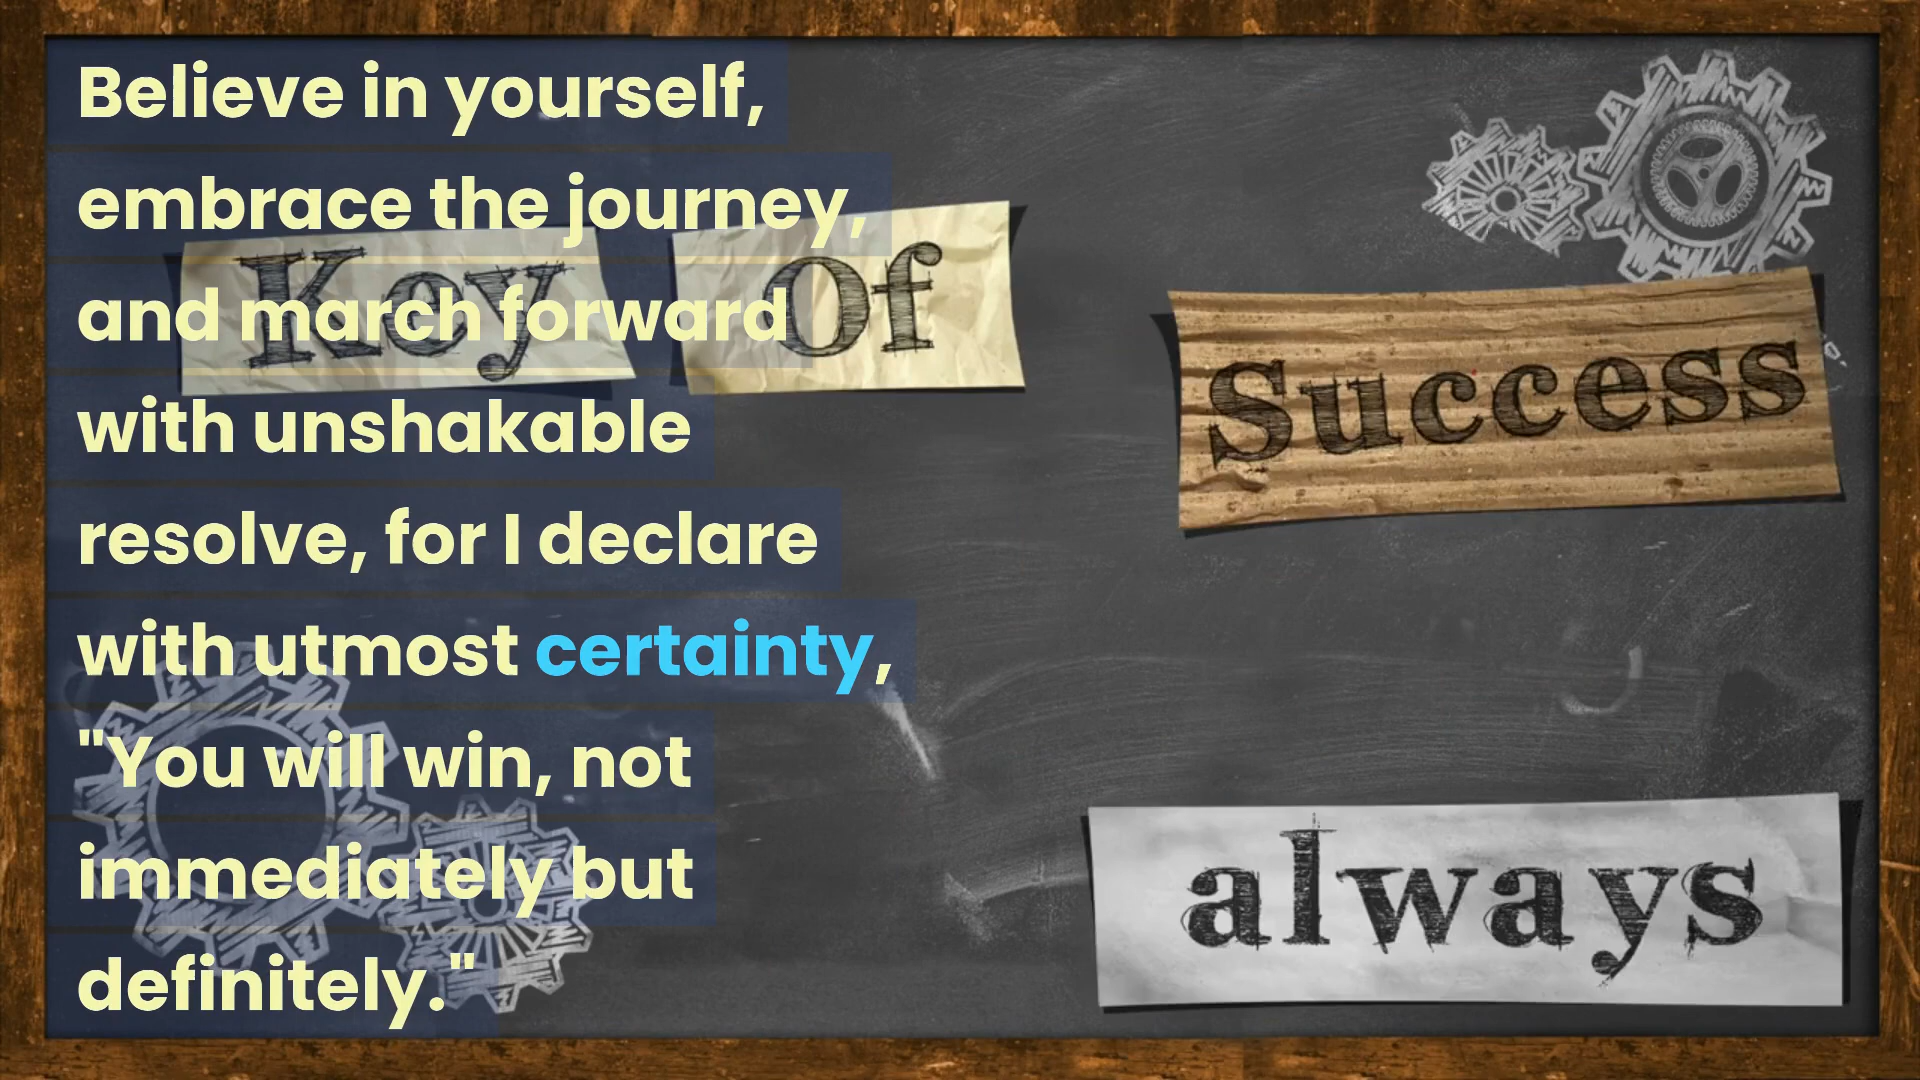 Believe in yourself,
embrace the journey,
and march forward
with unshakable
resolve, for I declare
with utmost certainty,
"You will win, not
immediately but
definitely."
Key Of
Success
always